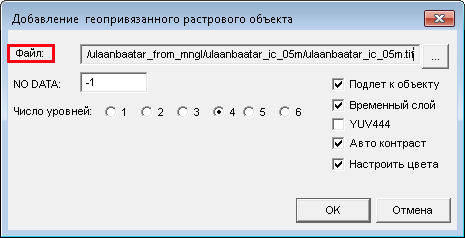 Добавление геопривязанного растрового объекта
Файл: /ulaanbaatar_from_mngl/ulaanbaatar_ic_05m/ulaanbaatar_ic_05m.tif ...
NO DATA: -1
Подлет к объекту
Число уровней: 1 2 3 4 5 6
Временный слой
YUV444
Авто контраст
Настроить цвета
OK Отмена